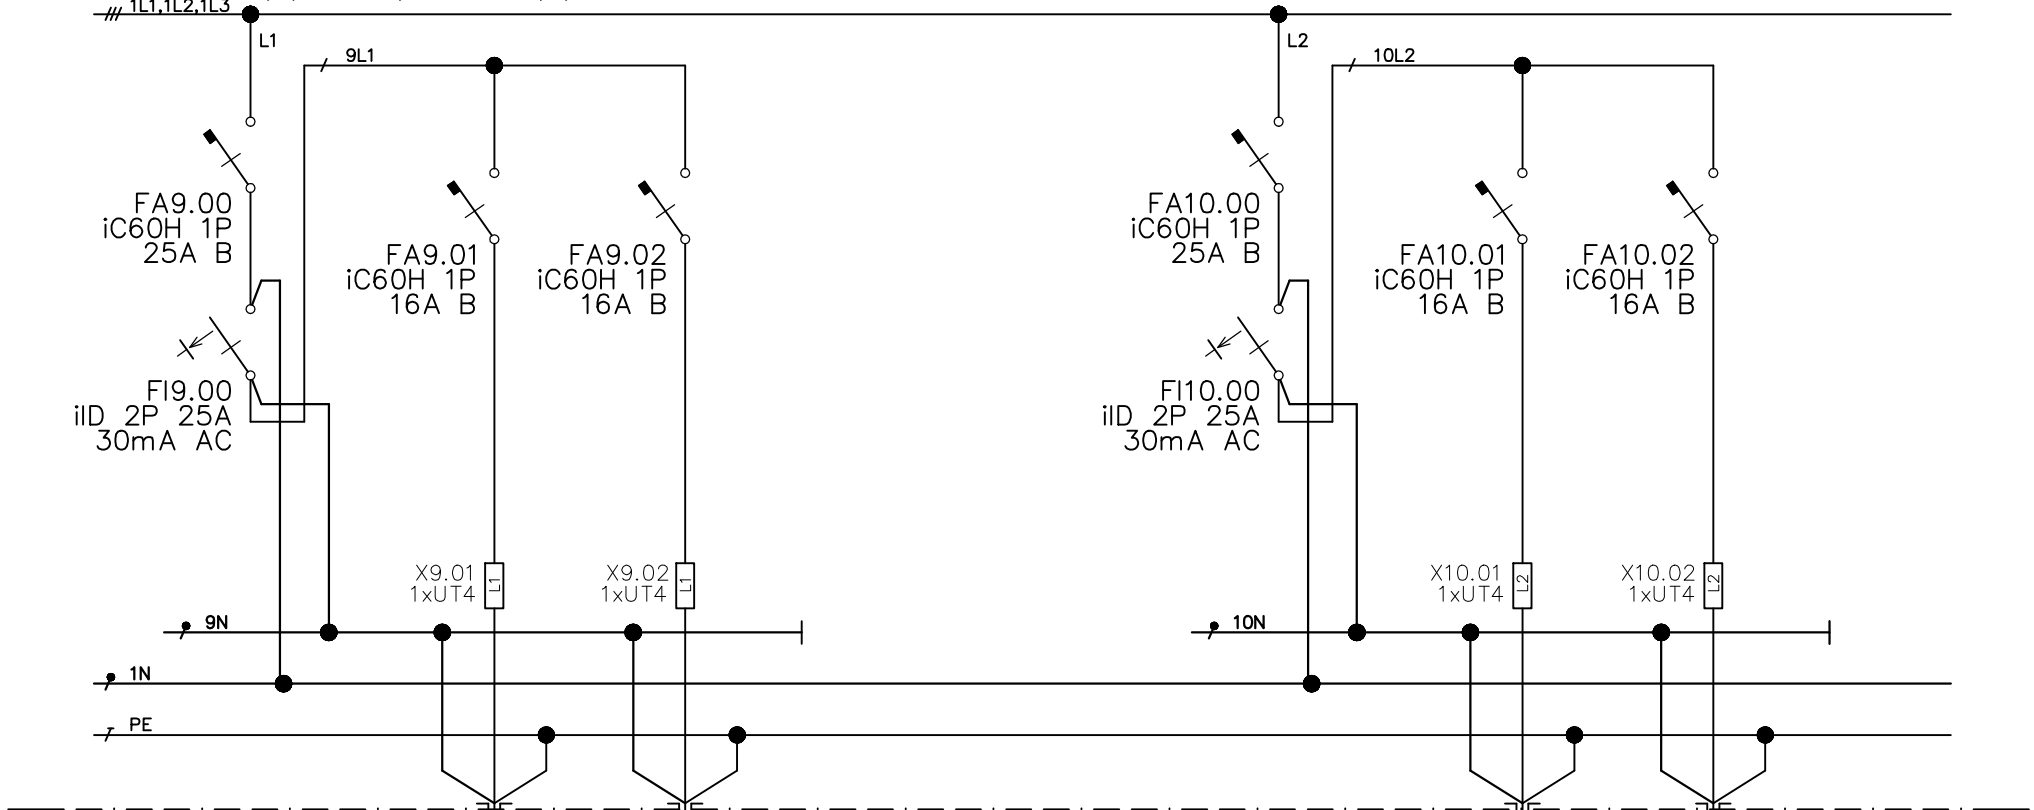 1L1,1L2,1L3
L1
9L1
L2
10L2
FA9.00
iC60H 1P
25A B
FA9.01
iC60H 1P
16A B
FA9.02
iC60H 1P
16A B
FI9.00
iID 2P 25A
30mA AC
FA10.00
iC60H 1P
25A B
FA10.01
iC60H 1P
16A B
FA10.02
iC60H 1P
16A B
FI10.00
iID 2P 25A
30mA AC
X9.01
1xUT4
L1
X9.02
1xUT4
L1
X10.01
1xUT4
L2
X10.02
1xUT4
L2
9N
10N
1N
PE